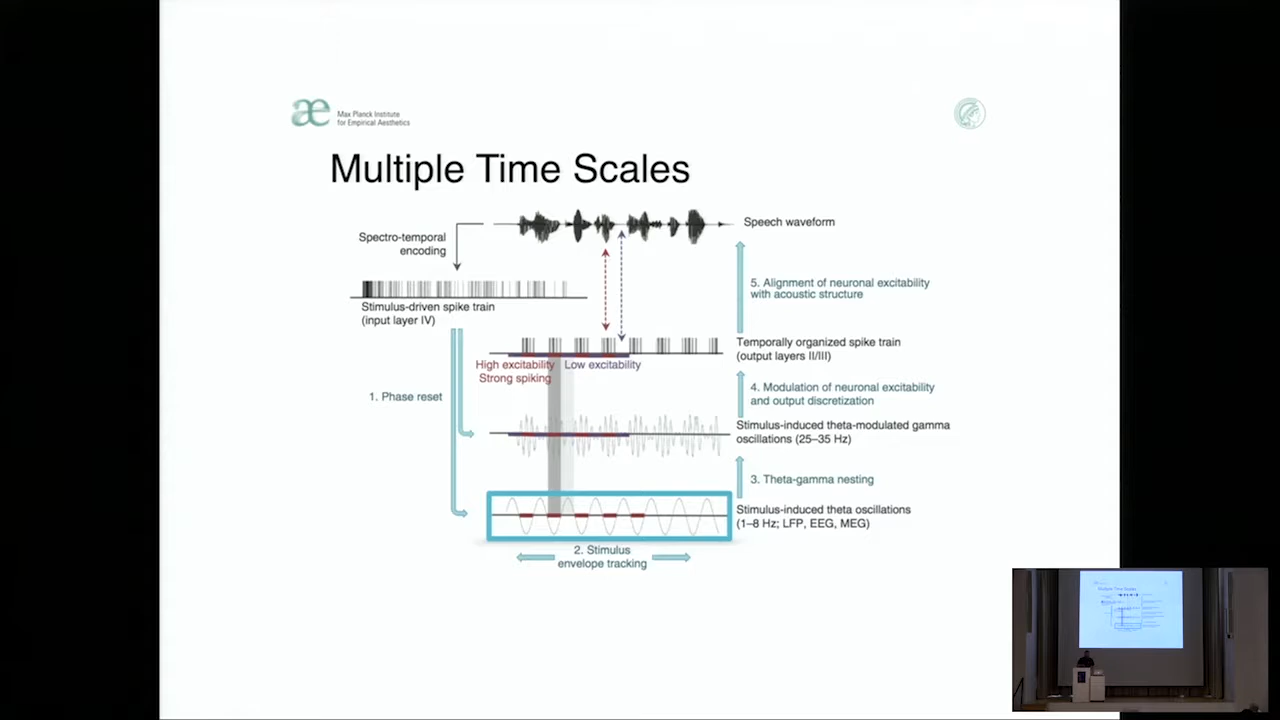 æ
Max Planck Institute
for Empirical Aesthetics
Multiple Time Scales
Speech waveform
Spectro-temporal
encoding
5. Alignment of neuronal excitability
with acoustic structure
Stimulus-driven spike train
(input layer IV)
Temporally organized spike train
(output layers II/III)
High excitability
Strong spiking
Low excitability
4. Modulation of neuronal excitability
and output discretization
1. Phase reset
Stimulus-induced theta-modulated gamma
oscillations (25–35 Hz)
3. Theta-gamma nesting
Stimulus-induced theta oscillations
(1–8 Hz; LFP, EEG, MEG)
2. Stimulus
envelope tracking
Multiple Time Scales